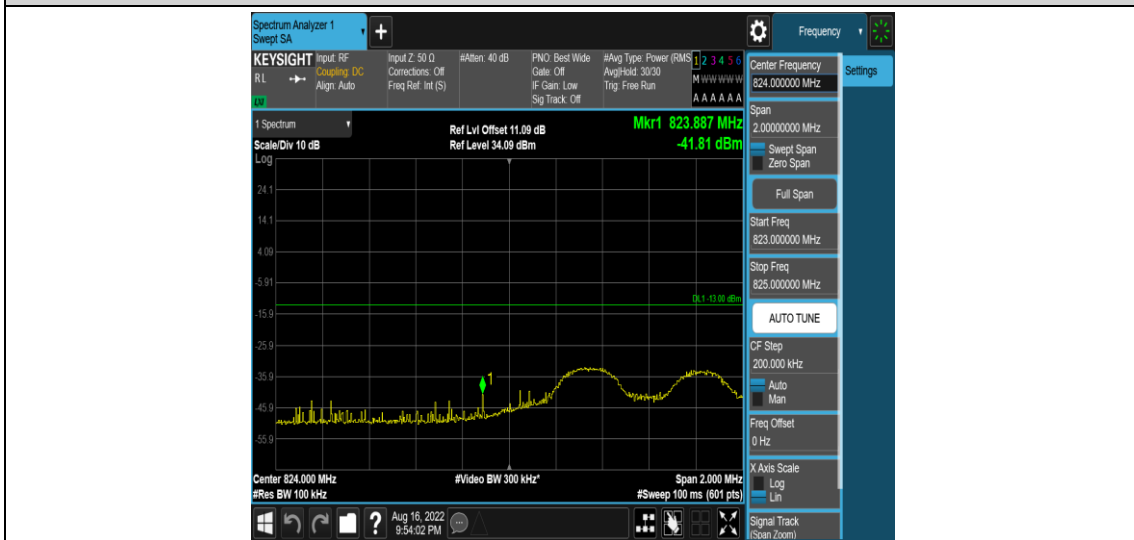 Spectrum Analyzer 1
Swept SA
+
Frequency
KEYSIGHT
RL
LXI
Input: RF
Coupling: DC
Align: Auto
Input Z: 50 Ω
Corrections: Off
Freq Ref: Int (S)
#Atten: 40 dB
PNO: Best Wide
Gate: Off
IF Gain: Low
Sig Track: Off
#Avg Type: Power (RMS
Avg|Hold: 30/30
Trig: Free Run
1 2 3 4 5 6
M W W W W W
A A A A A A
1 Spectrum
Scale/Div 10 dB
Log
Ref Lvl Offset 11.09 dB
Ref Level 34.09 dBm
Mkr1 823.887 MHz
-41.81 dBm
24.1
14.1
4.09
-5.91
DL1 -13.00 dBm
-15.9
-25.9
-35.9
1
-45.9
-55.9
Center 824.000 MHz
#Res BW 100 kHz
#Video BW 300 kHz*
Span 2.000 MHz
#Sweep 100 ms (601 pts)
Center Frequency
824.000000 MHz
Settings
Span
2.00000000 MHz
Swept Span
Zero Span
Full Span
Start Freq
823.000000 MHz
Stop Freq
825.000000 MHz
AUTO TUNE
CF Step
200.000 kHz
Auto
Man
Freq Offset
0 Hz
X Axis Scale
Log
Lin
Signal Track
(Span Zoom)
?
Aug 16, 2022
9:54:02 PM